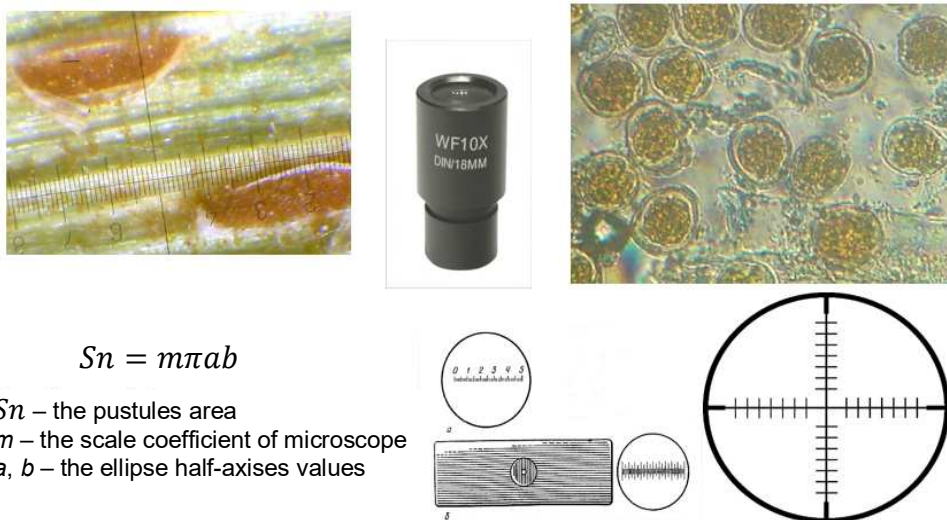 WF10X
DIN/18MM
Sn = mπab
Sn – the pustules area
m – the scale coefficient of microscope
a, b – the ellipse half-axises values
0 1 2 3 4 5
a
б